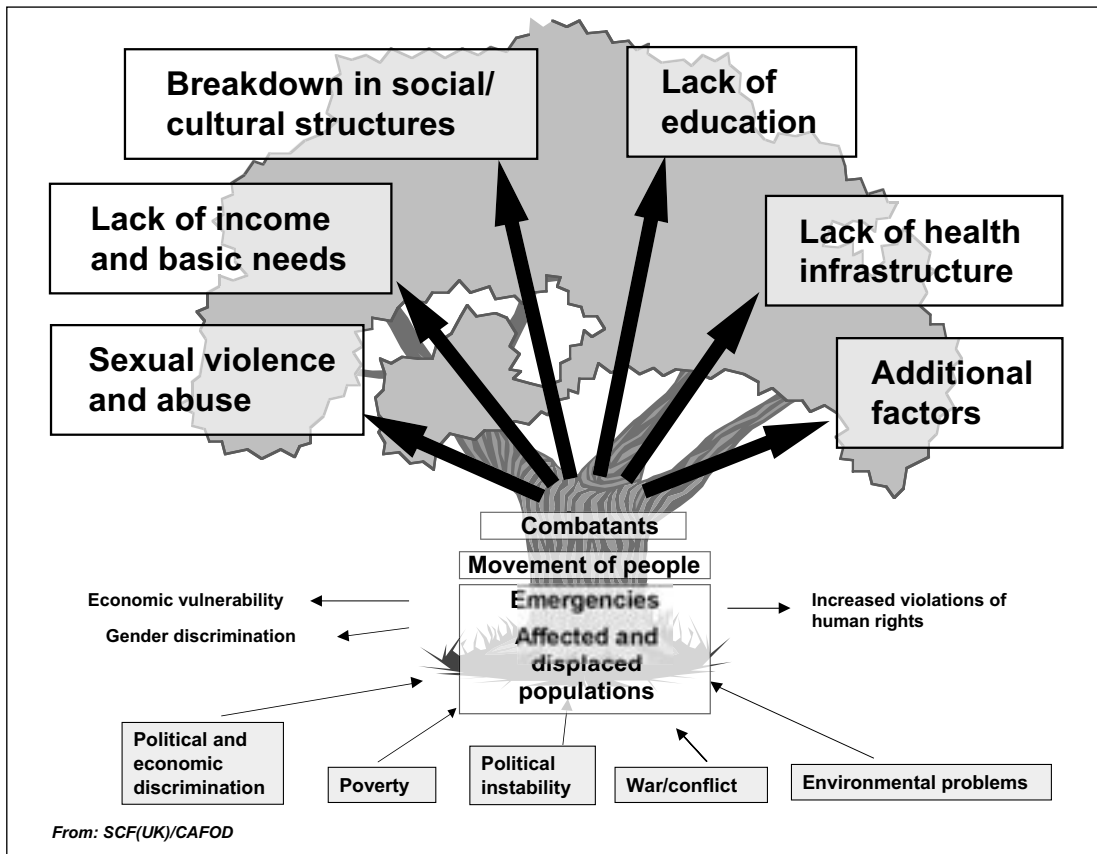 Breakdown in social/
cultural structures
Lack of
education
Lack of income
and basic needs
Lack of health
infrastructure
Sexual violence
and abuse
Additional
factors
Combatants
Movement of people
Emergencies
Affected and
displaced
populations
Economic vulnerability
Gender discrimination
Increased violations of
human rights
Political and
economic
discrimination
Poverty
Political
instability
War/conflict
Environmental problems
From: SCF(UK)/CAFOD